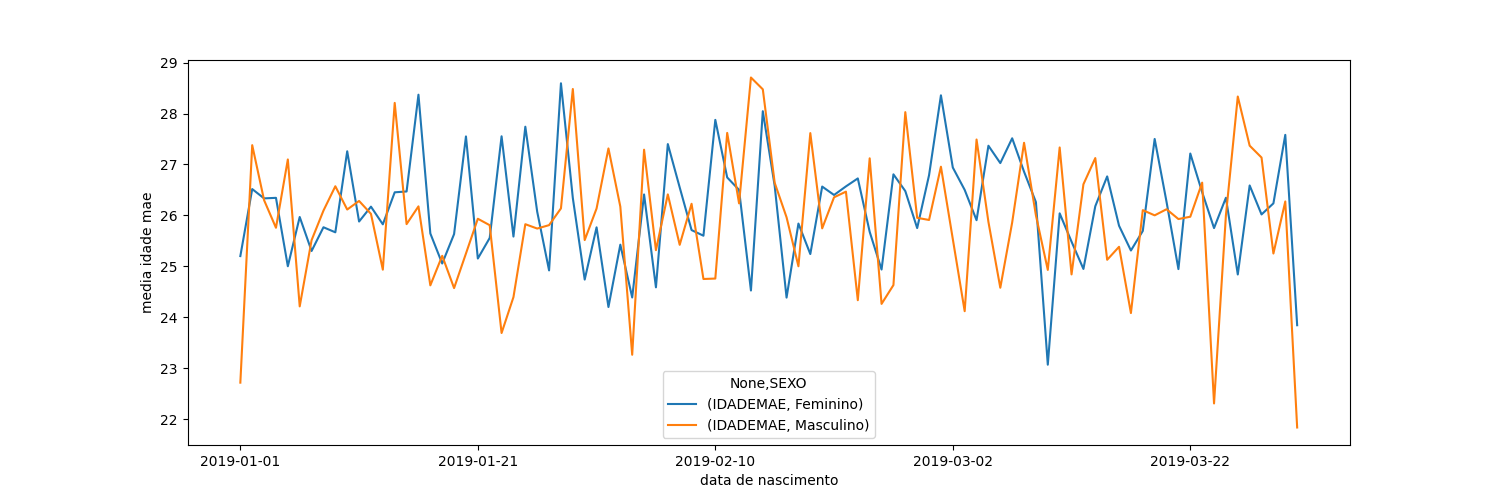 29
28
27
26
25
24
23
22
media idade mae
None,SEXO
(IDADEMAE, Feminino)
(IDADEMAE, Masculino)
2019-01-01
2019-01-21
2019-02-10
2019-03-02
2019-03-22
data de nascimento